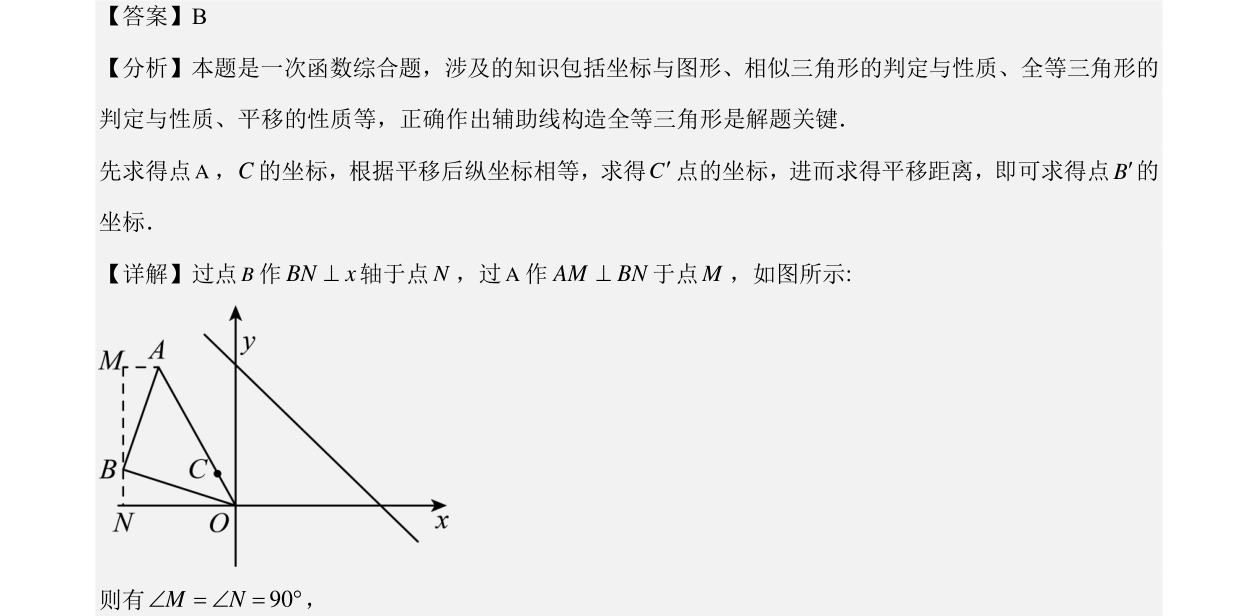 【答案】B
【分析】本题是一次函数综合题，涉及的知识包括坐标与图形、相似三角形的判定与性质、全等三角形的
判定与性质、平移的性质等，正确作出辅助线构造全等三角形是解题关键．
先求得点A，C的坐标，根据平移后纵坐标相等，求得C′点的坐标，进而求得平移距离，即可求得点B′的
坐标．
【详解】过点B作BN⊥x轴于点N，过A作AM⊥BN于点M，如图所示:
y
M A
B C
N O x
则有∠M=∠N=90°，